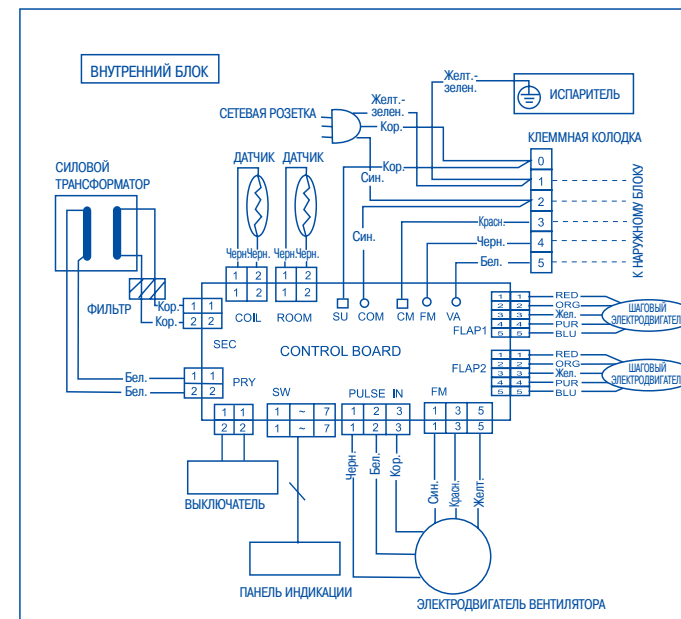 ВНУТРЕННИЙ БЛОК
Желт.-
зелен.
ИСПАРИТЕЛЬ
СЕТЕВАЯ РОЗЕТКА
Желт.-
зелен.
Кор.
КЛЕММНАЯ КОЛОДКА
0
1
2
3
4
5
К НАРУЖНОМУ БЛОКУ
Кор.
Син.
Син.
Красн.
Черн.
Бел.
СИЛОВОЙ
ТРАНСФОРМАТОР
ДАТЧИК ДАТЧИК
Черн. Черн. Черн. Черн.
1 2 1 2
1 2 1 2
COIL ROOM SU COM CM FM VA
ФИЛЬТР
Кор. 1 1
Кор. 2 2
SEC
CONTROL BOARD
FLAP1
1 1 RED
2 2 ORG
3 3 Жел.
4 4 PUR
5 5 BLU
ШАГОВЫЙ
ЭЛЕКТРОДВИГАТЕЛ
FLAP2
1 1 RED
2 2 ORG
3 3 Жел.
4 4 PUR
5 5 BLU
ШАГОВЫЙ
ЭЛЕКТРОДВИГАТЕЛ
Бел. 1 1
Бел. 2 2
PRY
SW PULSE IN FM
1 1 1 ~ 7 1 2 3 1 3 5
2 2 1 ~ 7 1 2 3 1 3 5
Черн.
Бел.
Кор.
Син.
Красн.
Желт.
ВЫКЛЮЧАТЕЛЬ
ПАНЕЛЬ ИНДИКАЦИИ
ЭЛЕКТРОДВИГАТЕЛЬ ВЕНТИЛЯТОРА